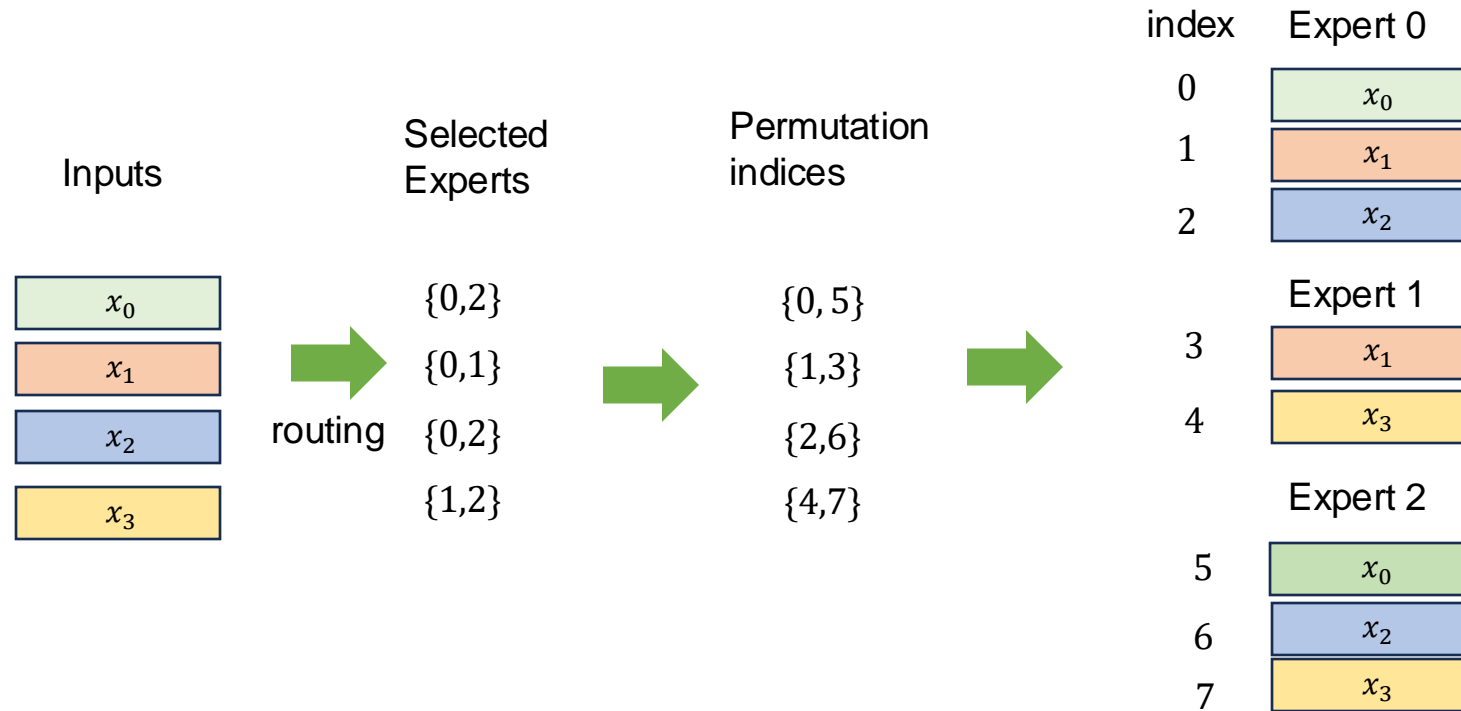 Inputs
x₀
x₁
x₂
x₃
routing
Selected
Experts
{0,2}
{0,1}
{0,2}
{1,2}
Permutation
indices
{0, 5}
{1,3}
{2,6}
{4,7}
index Expert 0
0 x₀
1 x₁
2 x₂
Expert 1
3 x₁
4 x₃
Expert 2
5 x₀
6 x₂
7 x₃